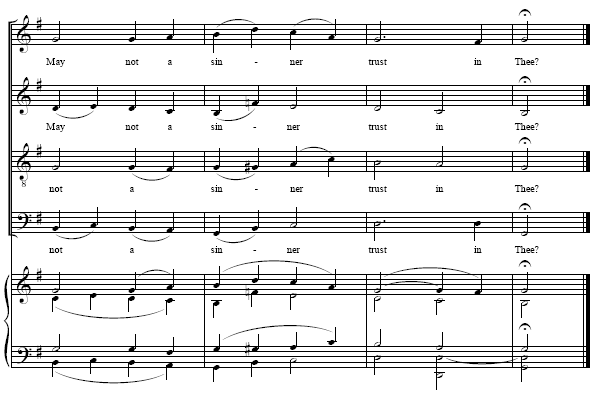 May not a sin - ner trust in Thee?
May not a sin - ner trust in Thee?
8
not a sin - ner trust in Thee?
not a sin - ner trust in Thee?